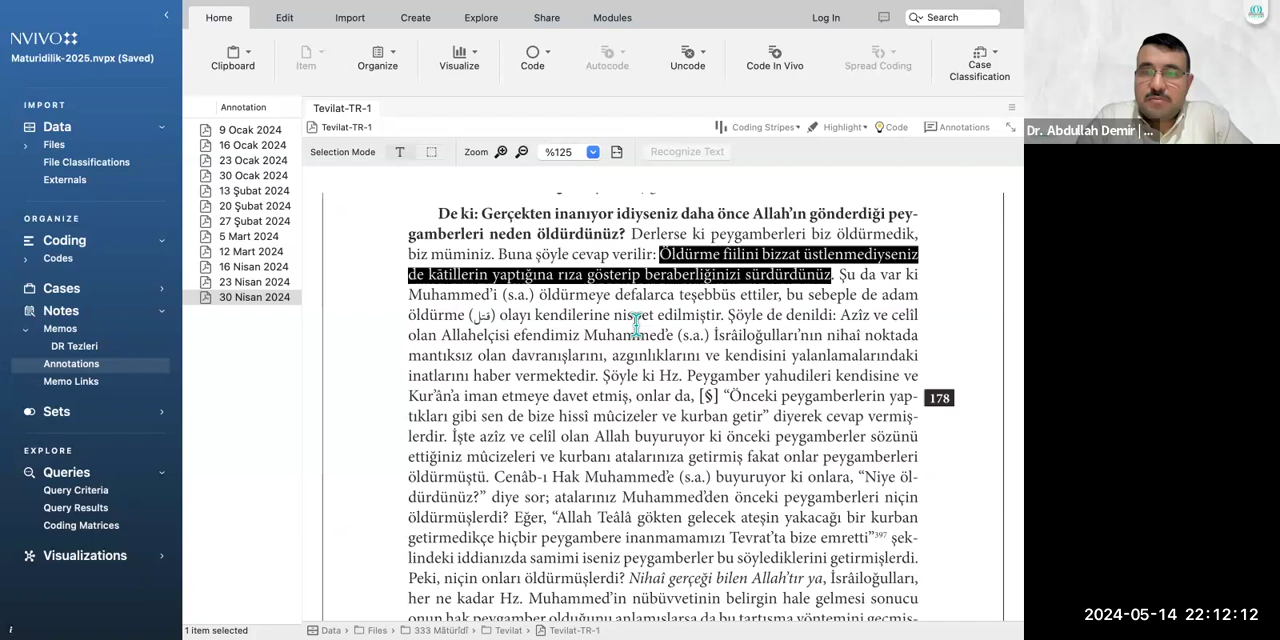 NVIVO
Maturidilik-2025.nvpx (Saved)
IMPORT
Data
Files
File Classifications
Externals
ORGANIZE
Coding
Codes
Cases
Notes
Memos
DR Tezleri
Annotations
Memo Links
Sets
EXPLORE
Queries
Query Criteria
Query Results
Coding Matrices
Visualizations
Home Edit Import Create Explore Share Modules Log In Search
Clipboard Item Organize Visualize Code Autocode Uncode Code In Vivo Spread Coding Case
Classification
Annotation
9 Ocak 2024
16 Ocak 2024
23 Ocak 2024
30 Ocak 2024
13 Şubat 2024
20 Şubat 2024
27 Şubat 2024
5 Mart 2024
12 Mart 2024
16 Nisan 2024
23 Nisan 2024
30 Nisan 2024
1 item selected
Tevilat-TR-1
Tevilat-TR-1 Coding Stripes Highlight Code Annotations
Selection Mode T Zoom %125 Recognize Text
De ki: Gerçekten inanıyor idiyseniz daha önce Allah’ın gönderdiği pey-
gamberleri neden öldürdünüz? Derlerse ki peygamberleri biz öldürmedik,
biz müminiz. Buna şöyle cevap verilir: Öldürme fiilini bizzat üstlenmediyseniz
de kātillerin yaptığına rıza gösterip beraberliğinizi sürdürdünüz. Şu da var ki
Muhammed’i (s.a.) öldürmeye defalarca teşebbüs ettiler, bu sebeple de adam
öldürme (قتل) olayı kendilerine nisvet edilmiştir. Şöyle de denildi: Azîz ve celîl
olan Allahelçisi efendimiz Muhammed’e (s.a.) İsrâiloğulları’nın nihaî noktada
mantıksız olan davranışlarını, azgınlıklarını ve kendisini yalanlamalarındaki
inatlarını haber vermektedir. Şöyle ki Hz. Peygamber yahudileri kendisine ve
Kur’ân’a iman etmeye davet etmiş, onlar da, [§] “Önceki peygamberlerin yap-
178
tıkları gibi sen de bize hissî mûcizeler ve kurban getir” diyerek cevap vermiş-
lerdir. İşte azîz ve celîl olan Allah buyuruyor ki önceki peygamberler sözünü
ettiğiniz mûcizeleri ve kurbanı atalarınıza getirmiş fakat onlar peygamberleri
öldürmüştü. Cenâb-ı Hak Muhammed’e (s.a.) buyuruyor ki onlara, “Niye öl-
dürdünüz?” diye sor; atalarınız Muhammed’den önceki peygamberleri niçin
öldürmüşlerdi? Eğer, “Allah Teâlâ gökten gelecek ateşin yakacağı bir kurban
getirmedikçe hiçbir peygambere inanmamamızı Tevrat’ta bize emretti”³⁹⁷ şek-
lindeki iddianızda samimi iseniz peygamberler bu söylediklerini getirmişlerdi.
Peki, niçin onları öldürmüşlerdi? Nihaî gerçeği bilen Allah’tır ya, İsrâiloğulları,
her ne kadar Hz. Muhammed’in nübüvvetinin belirgin hale gelmesi sonucu
onun hak peygamber olduğunu anlamışlarsa da bu tartışma yöntemini geçmiş-
Data Files 333 Mâtürîdî Tevilat Tevilat-TR-1
Dr. Abdullah Demir | ...
2024-05-14 22:12:12